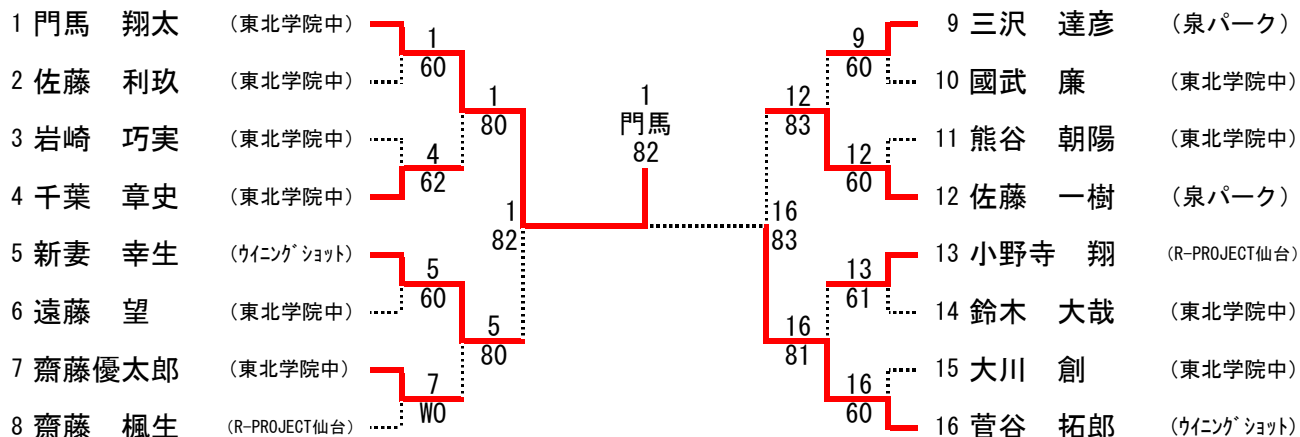 1 門馬　翔太 (東北学院中)
2 佐藤　利玖 (東北学院中)
3 岩崎　巧実 (東北学院中)
4 千葉　章史 (東北学院中)
5 新妻　幸生 (ｳｲﾆﾝｸﾞｼｮｯﾄ)
6 遠藤　望 (東北学院中)
7 齋藤優太郎 (東北学院中)
8 齋藤　楓生 (R-PROJECT仙台)
1
60
4
62
5
60
7
WO
1
80
5
80
1
82
1
門馬
82
16
83
12
83
16
81
9
60
12
60
13
61
16
60
9 三沢　達彦 (泉パーク)
10 國武　廉 (東北学院中)
11 熊谷　朝陽 (東北学院中)
12 佐藤　一樹 (泉パーク)
13 小野寺　翔 (R-PROJECT仙台)
14 鈴木　大哉 (東北学院中)
15 大川　創 (東北学院中)
16 菅谷　拓郎 (ｳｲﾆﾝｸﾞｼｮｯﾄ)